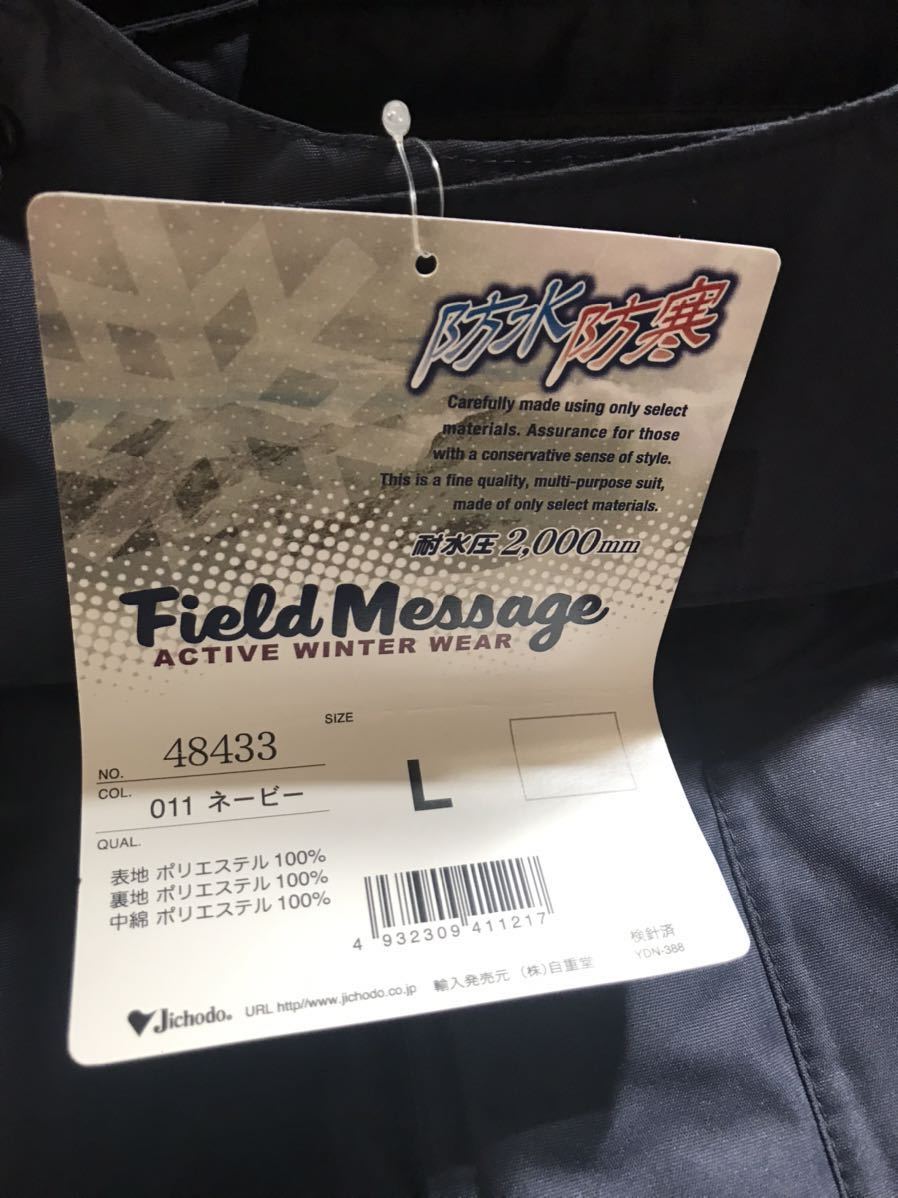 防水防寒
Carefully made using only select
materials. Assurance for those
with a conservative sense of style.
This is a fine quality, multi-purpose suit,
made of only select materials.
耐水圧 2,000mm
Field Message
ACTIVE WINTER WEAR
SIZE
NO. 48433
COL. 011 ネービー
L
QUAL.
表地 ポリエステル 100%
裏地 ポリエステル 100%
中綿 ポリエステル 100%
4 932309 411217
検針済
YDN-388
Jichodo® URL http//www.jichodo.co.jp 輸入発売元 (株)自重堂